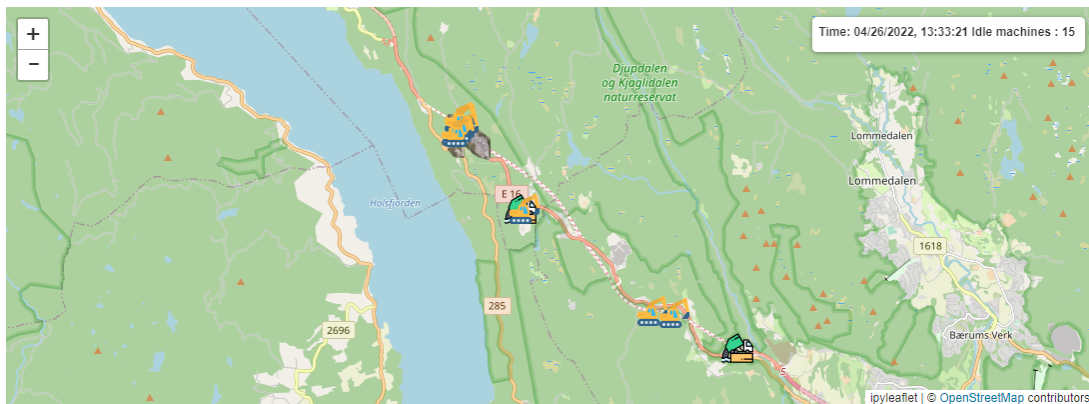 +
−
Time: 04/26/2022, 13:33:21 Idle machines : 15
Djupdalen
og Kjaglidalen
naturreservat
Lommedalen
Lommedalen
E 16
Holsfjorden
1618
285
2696
Bærums Verk
5
ipyleaflet | © OpenStreetMap contributors